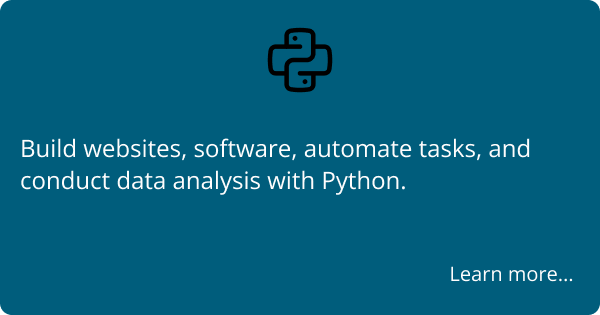 Build websites, software, automate tasks, and
conduct data analysis with Python.
Learn more...